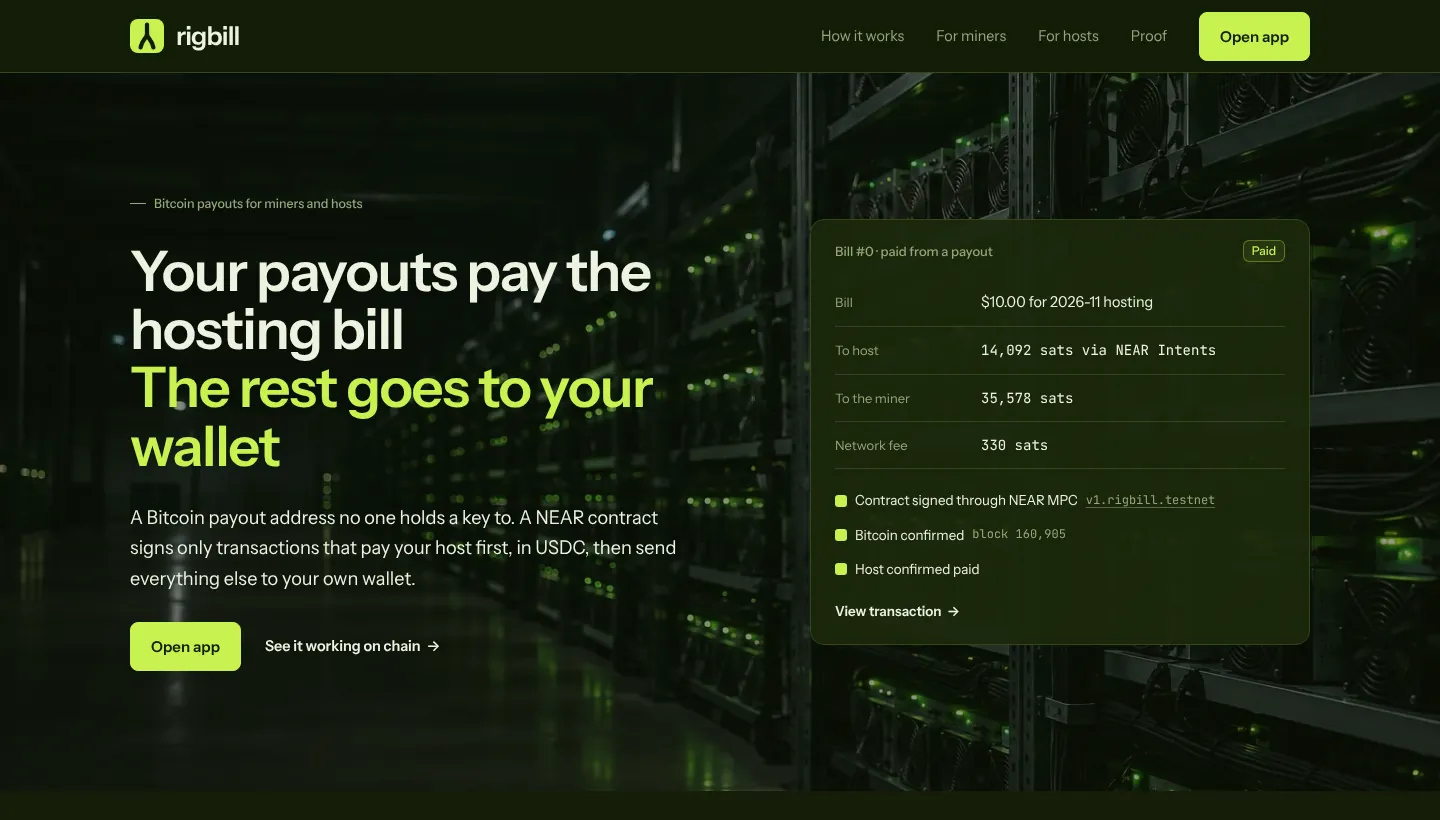 rigbill
How it works
For miners
For hosts
Proof
Open app
— Bitcoin payouts for miners and hosts
Your payouts pay the
hosting bill
The rest goes to your
wallet
A Bitcoin payout address no one holds a key to. A NEAR contract
signs only transactions that pay your host first, in USDC, then send
everything else to your own wallet.
Open app
See it working on chain →
Bill #0 · paid from a payout
Paid
Bill $10.00 for 2026-11 hosting
To host 14,092 sats via NEAR Intents
To the miner 35,578 sats
Network fee 330 sats
Contract signed through NEAR MPC v1.rigbill.testnet
Bitcoin confirmed block 160,905
Host confirmed paid
View transaction →